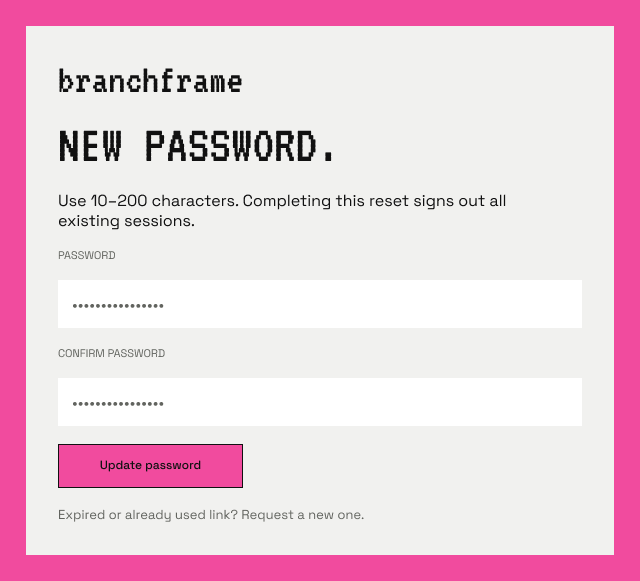 branchframe
NEW PASSWORD.
Use 10–200 characters. Completing this reset signs out all
existing sessions.
PASSWORD
••••••••••••••••
CONFIRM PASSWORD
••••••••••••••••
Update password
Expired or already used link? Request a new one.